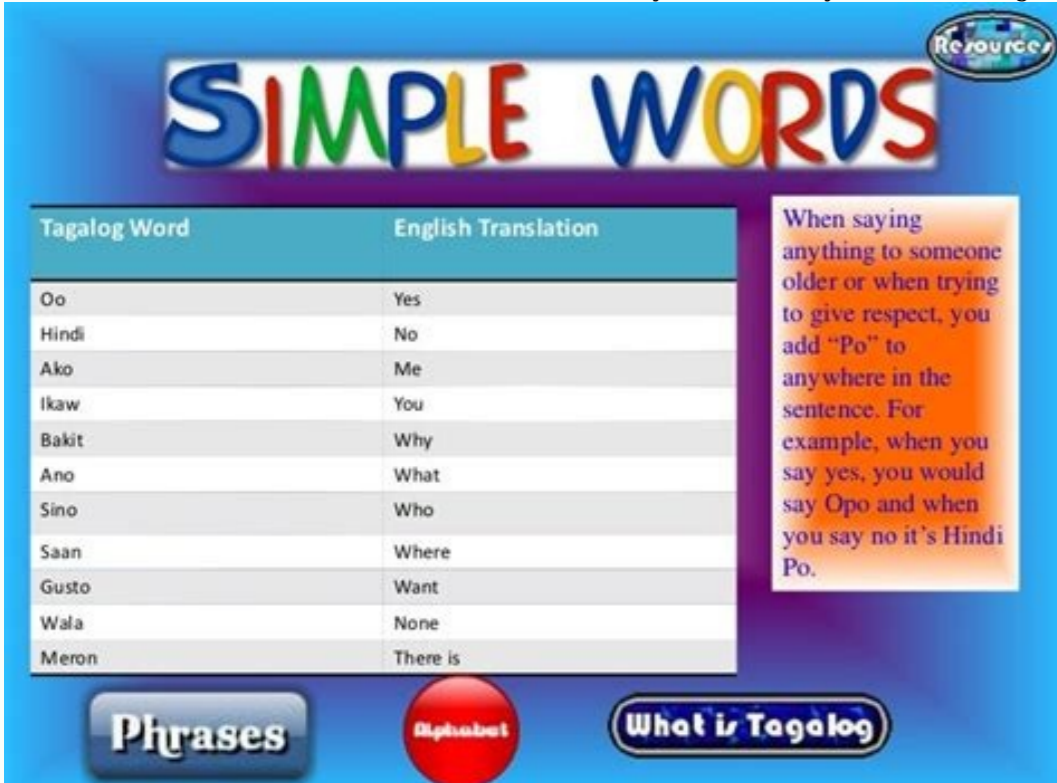 Resources
SIMPLE WORDS
Tagalog Word English Translation
Oo Yes
Hindi No
Ako Me
Ikaw You
Bakit Why
Ano What
Sino Who
Saan Where
Gusto Want
Wala None
Meron There is
When saying
anything to someone
older or when trying
to give respect, you
add “Po” to
anywhere in the
sentence. For
example, when you
say yes, you would
say Opo and when
you say no it’s Hindi
Po.
Phrases
Alphabet
What is Tagalog